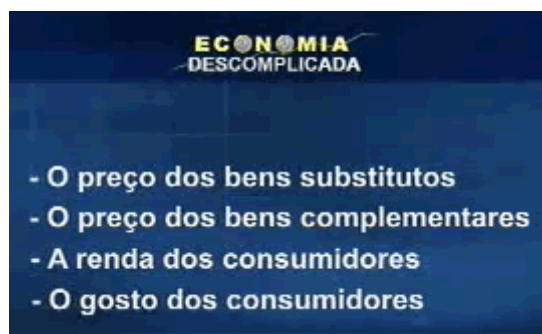 ECONOMIA
DESCOMPLICADA
- O preço dos bens substitutos
- O preço dos bens complementares
- A renda dos consumidores
- O gosto dos consumidores